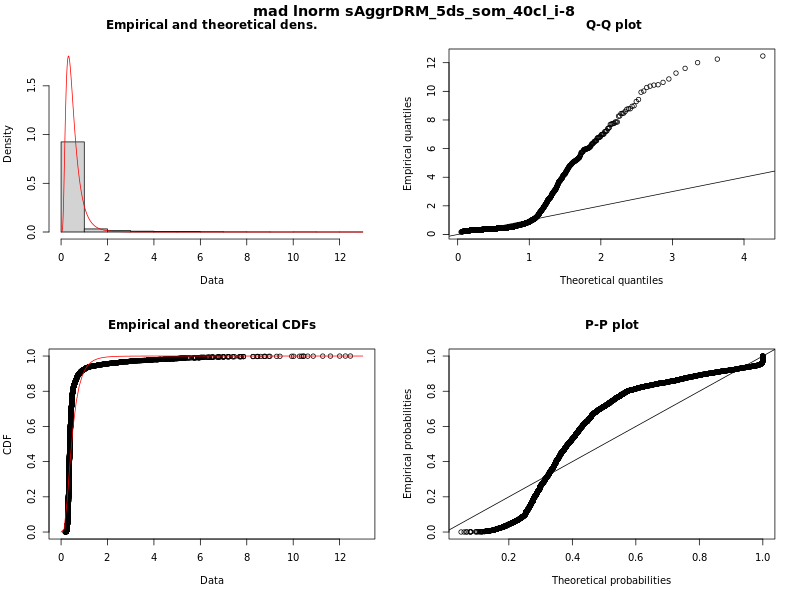 mad lnorm sAggrDRM_5ds_som_40cl_i-8
Empirical and theoretical dens.
Density
0.0 0.5 1.0 1.5
0 2 4 6 8 10 12
Data
Q-Q plot
Empirical quantiles
0 2 4 6 8 10 12
0 1 2 3 4
Theoretical quantiles
Empirical and theoretical CDFs
CDF
0.0 0.2 0.4 0.6 0.8 1.0
0 2 4 6 8 10 12
Data
P-P plot
Empirical probabilities
0.0 0.2 0.4 0.6 0.8 1.0
0.2 0.4 0.6 0.8 1.0
Theoretical probabilities